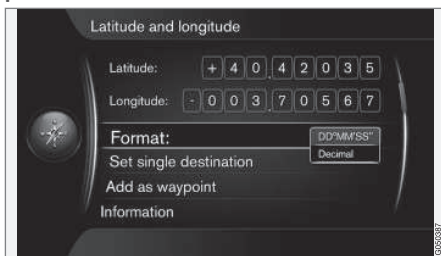 Latitude and longitude
Latitude: +40.42035
Longitude: -003.70567
Format: DD°MM'SS"
Decimal
Set single destination
Add as waypoint
Information
G050387